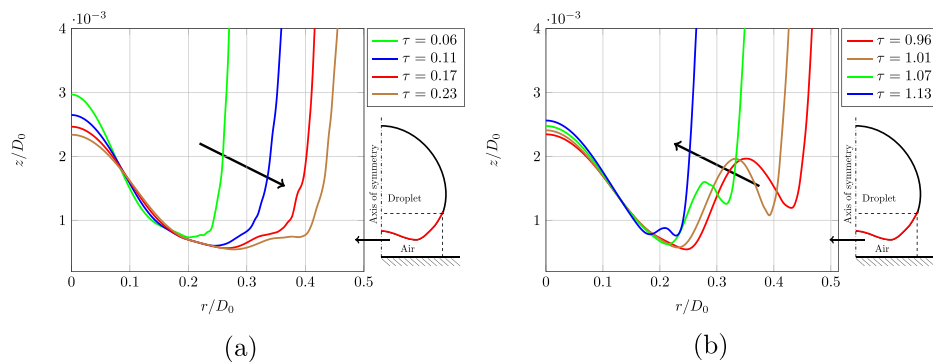 ·10⁻³
4
3
2
1
0
0.1
0.2
0.3
0.4
0.5
z/D₀
r/D₀
τ = 0.06
τ = 0.11
τ = 0.17
τ = 0.23
Axis of symmetry
Droplet
Air
(a)
·10⁻³
4
3
2
1
0
0.1
0.2
0.3
0.4
0.5
z/D₀
r/D₀
τ = 0.96
τ = 1.01
τ = 1.07
τ = 1.13
Axis of symmetry
Droplet
Air
(b)